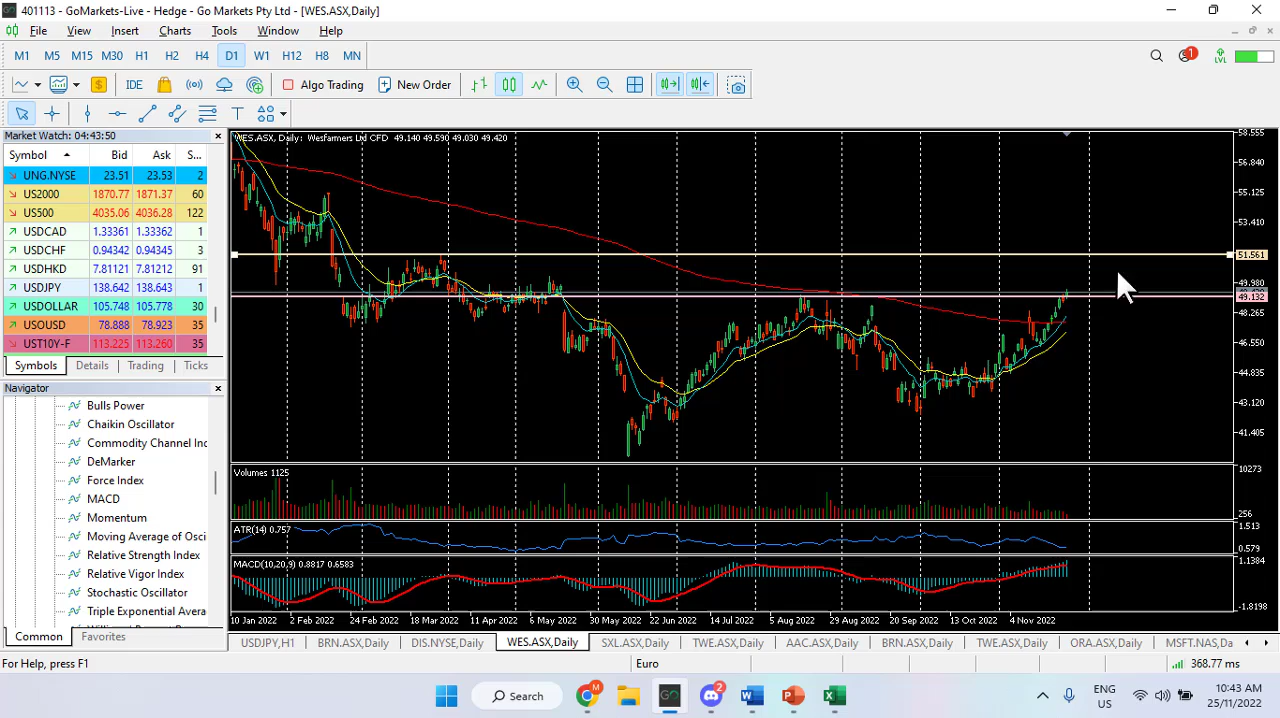 401113 - GoMarkets-Live - Hedge - Go Markets Pty Ltd - [WES.ASX,Daily]
File View Insert Charts Tools Window Help
M1 M5 M15 M30 H1 H2 H4 D1 W1 H12 H8 MN
1 LVL
IDE Algo Trading New Order
Market Watch: 04:43:50
Symbol Bid Ask S...
UNG.NYSE 23.51 23.53 2
US2000 1870.77 1871.37 60
US500 4035.06 4036.28 122
USDCAD 1.33361 1.33362 1
USDCHF 0.94342 0.94345 3
USDHKD 7.81121 7.81212 91
USDJPY 138.642 138.643 1
USDOLLAR 105.748 105.778 30
USOUSD 78.888 78.923 35
UST10Y-F 113.225 113.260 35
Symbols Details Trading Ticks
Navigator
Bulls Power
Chaikin Oscillator
Commodity Channel Inc
DeMarker
Force Index
MACD
Momentum
Moving Average of Osci
Relative Strength Index
Relative Vigor Index
Stochastic Oscillator
Triple Exponential Avera
Common Favorites
WES.ASX, Daily: Wesfarmers Ltd CFD 49.140 49.590 49.030 49.420
58.555
56.840
55.125
53.410
51.561
49.980
49.132
48.265
46.550
44.835
43.120
41.405
Volumes 1125
10273
256
ATR(14) 0.757
1.513
0.579
MACD(10,20,9) 0.8817 0.6583
1.1384
-1.8198
10 Jan 2022 2 Feb 2022 24 Feb 2022 18 Mar 2022 11 Apr 2022 6 May 2022 30 May 2022 22 Jun 2022 14 Jul 2022 5 Aug 2022 29 Aug 2022 20 Sep 2022 13 Oct 2022 4 Nov 2022
USDJPY,H1 BRN.ASX,Daily DIS.NYSE,Daily WES.ASX,Daily SXL.ASX,Daily TWE.ASX,Daily AAC.ASX,Daily BRN.ASX,Daily TWE.ASX,Daily ORA.ASX,Daily MSFT.NAS,Da
For Help, press F1 Euro 368.77 ms
Search M 2 ENG US 10:43 AM 25/11/2022